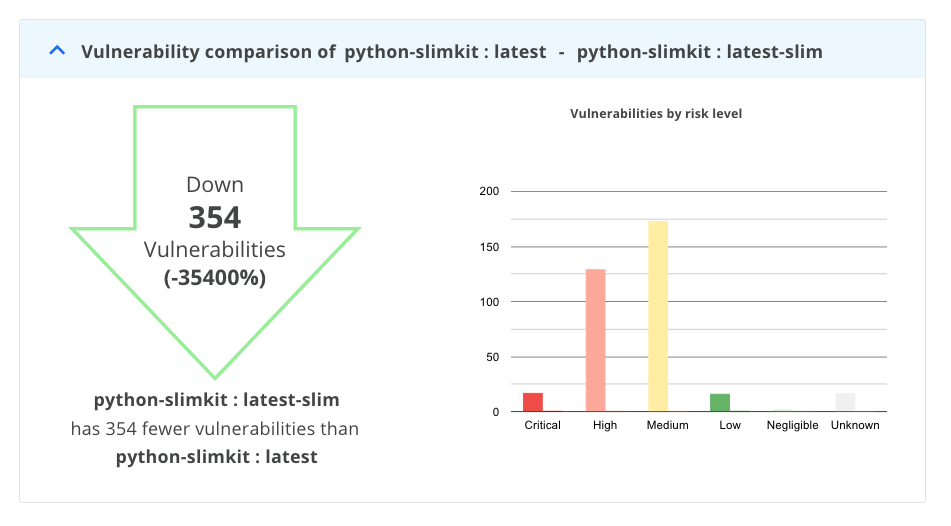 Vulnerability comparison of python-slimkit : latest - python-slimkit : latest-slim
Down
354
Vulnerabilities
(-35400%)
python-slimkit : latest-slim
has 354 fewer vulnerabilities than
python-slimkit : latest
Vulnerabilities by risk level
200
150
100
50
0
Critical High Medium Low Negligible Unknown